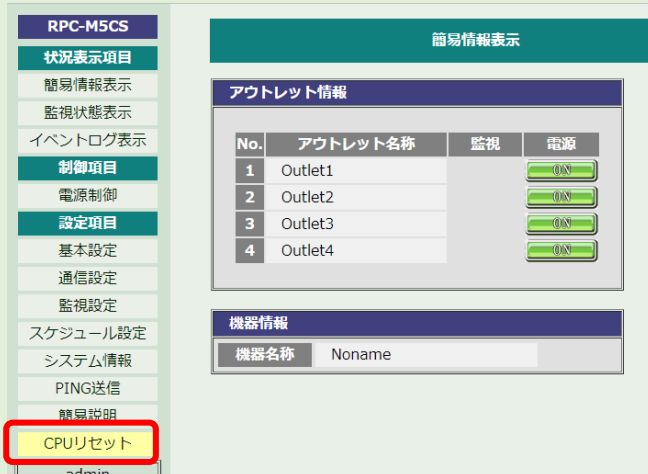 RPC-M5CS
状況表示項目
簡易情報表示
監視状態表示
イベントログ表示
制御項目
電源制御
設定項目
基本設定
通信設定
監視設定
スケジュール設定
システム情報
PING送信
簡易説明
CPUリセット
admin
簡易情報表示
アウトレット情報
No. アウトレット名称 監視 電源
1 Outlet1 ON
2 Outlet2 ON
3 Outlet3 ON
4 Outlet4 ON
機器情報
機器名称 Noname